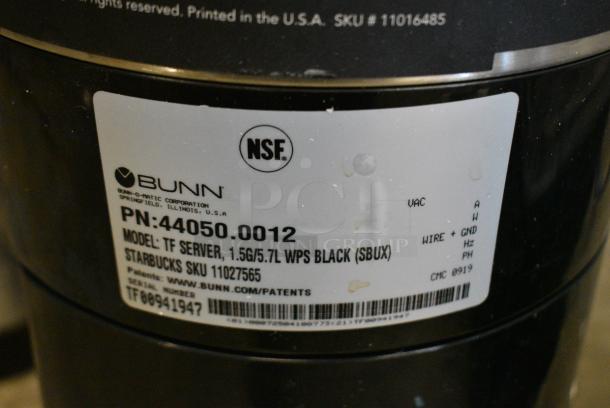 rights reserved. Printed in the U.S.A. SKU # 11016485
NSF.
BUNN
BUNN-O-MATIC CORPORATION
SPRINGFIELD, ILLINOIS, U.S.A
PN:44050.0012
MODEL: TF SERVER, 1.5G/5.7L WPS BLACK (SBUX)
STARBUCKS SKU 11027565
Patents: WWW.BUNN.COM/PATENTS
SERIAL NUMBER
TF00941947
VAC A
W
WIRE + GND
Hz
PH
CMC 0919
PCI
GROUP